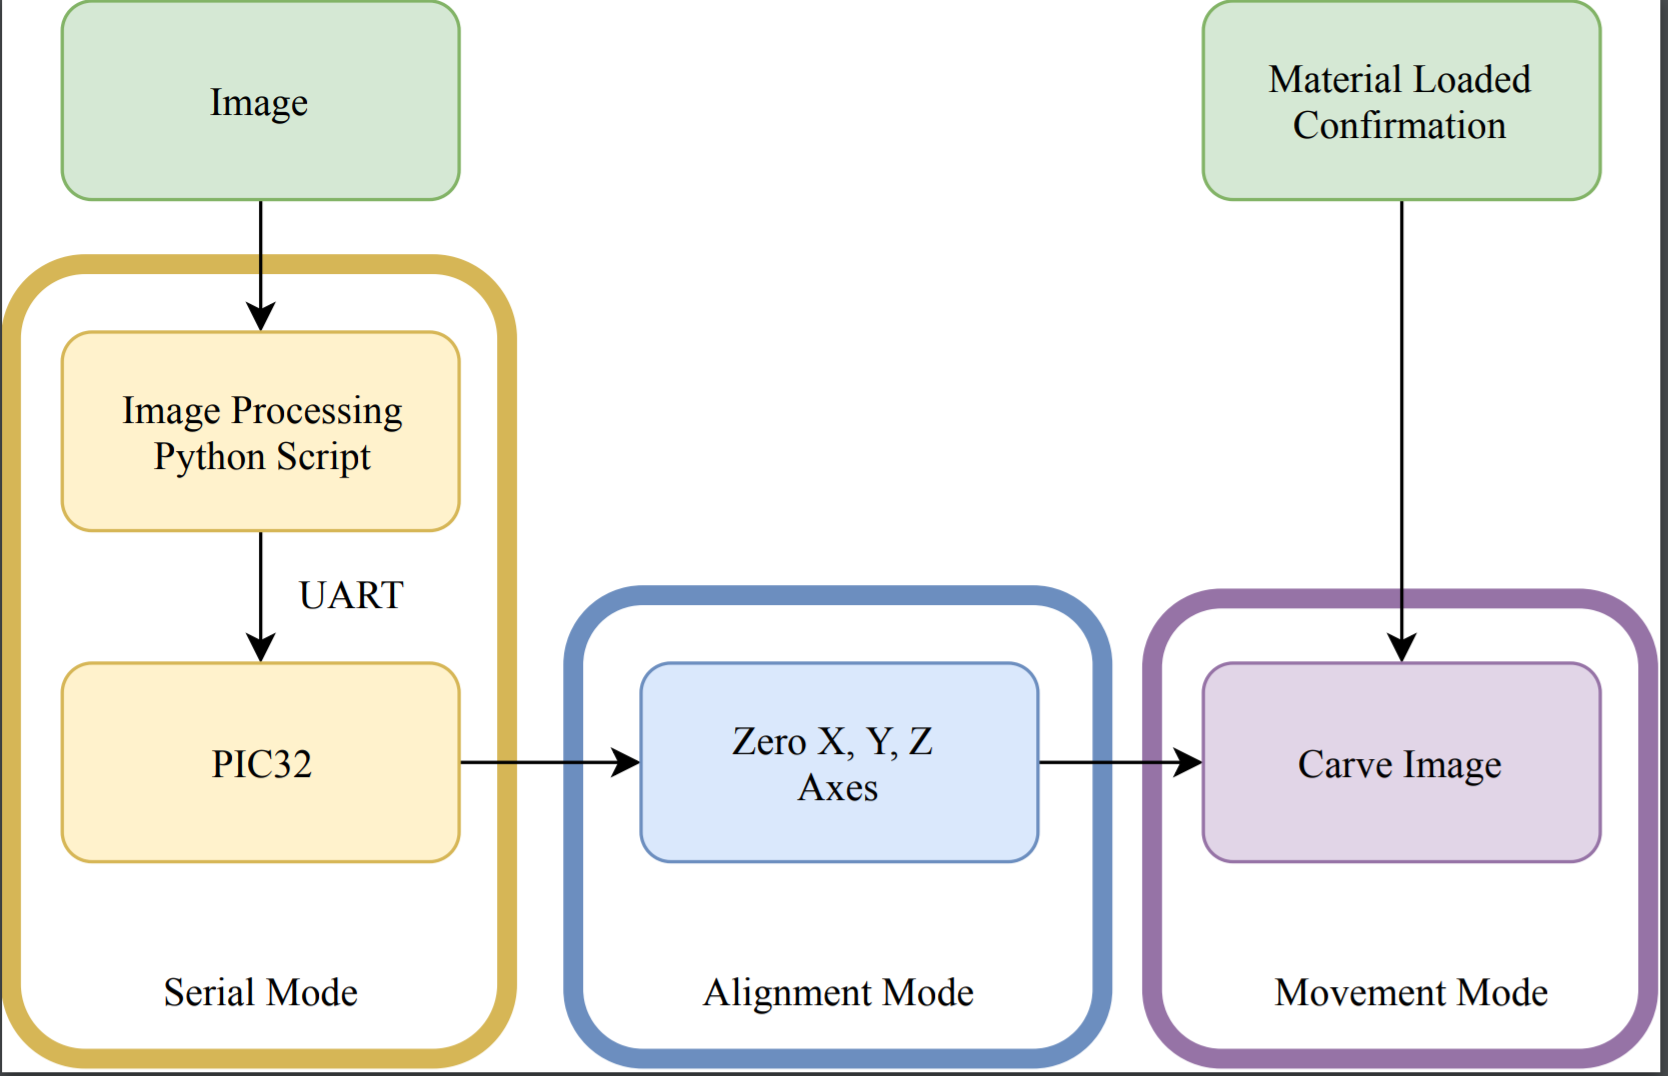 Image
Material Loaded
Confirmation
Image Processing
Python Script
UART
PIC32
Zero X, Y, Z
Axes
Carve Image
Serial Mode
Alignment Mode
Movement Mode